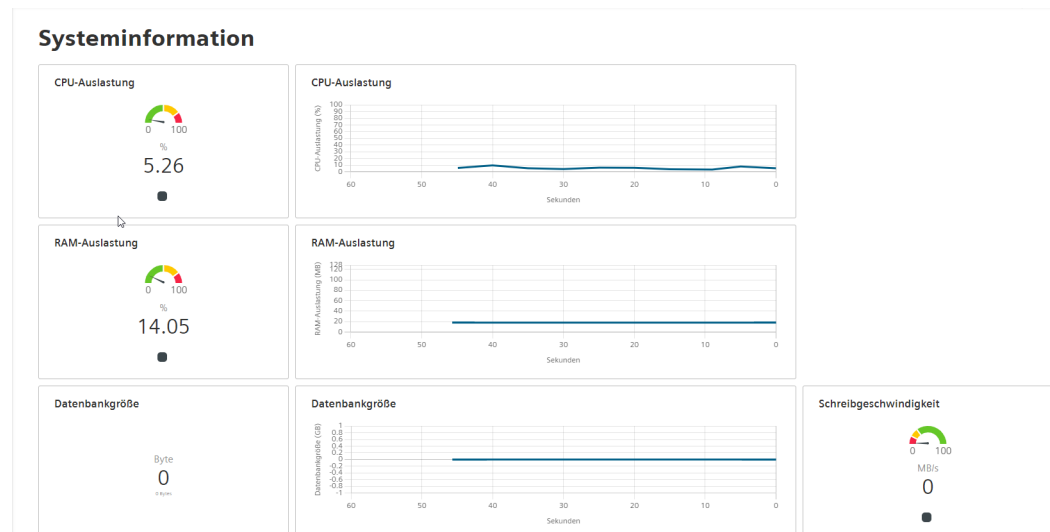 Systeminformation
CPU-Auslastung
0 100
%
5.26
CPU-Auslastung
CPU-Auslastung (%)
100
90
80
70
60
50
40
30
20
10
0
60 50 40 30 20 10 0
Sekunden
RAM-Auslastung
0 100
%
14.05
RAM-Auslastung
RAM-Auslastung (MB)
128
120
100
80
60
40
20
0
60 50 40 30 20 10 0
Sekunden
Datenbankgröße
Byte
0
0 Bytes
Datenbankgröße
Datenbankgröße (GB)
1
0.8
0.6
0.4
0.2
0
-0.2
-0.4
-0.6
-0.8
-1
60 50 40 30 20 10 0
Sekunden
Schreibgeschwindigkeit
0 100
MB/s
0